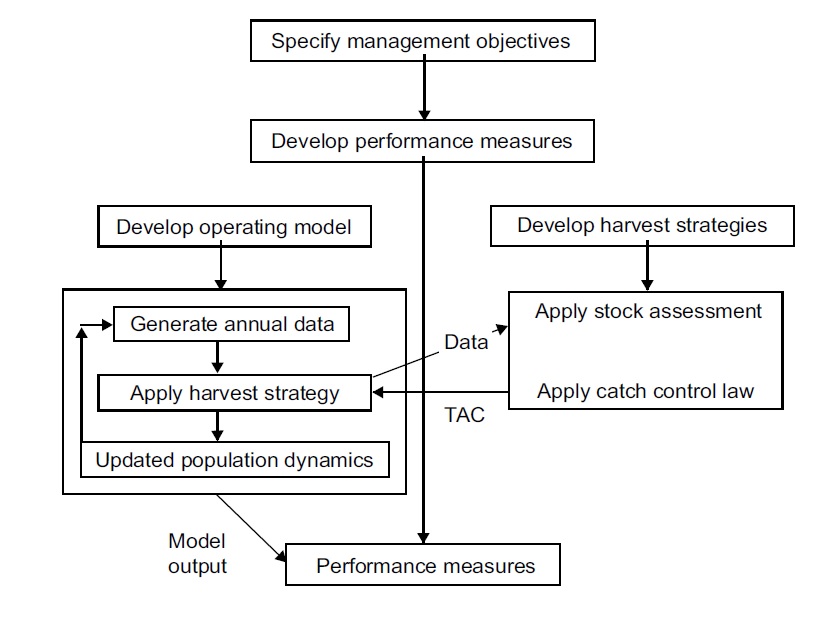 Specify management objectives
Develop performance measures
Develop operating model
Develop harvest strategies
Generate annual data
Apply stock assessment
Data
Apply harvest strategy
Apply catch control law
TAC
Updated population dynamics
Model
output
Performance measures